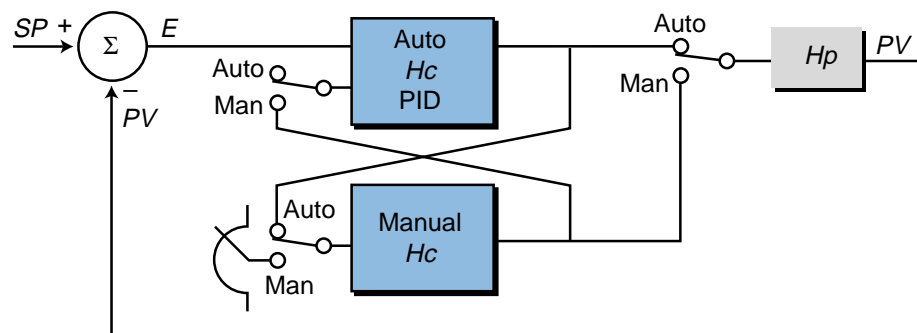 SP + Σ E
− PV
Auto
Man
Auto
Hc
PID
Auto
Man
Hp
PV
Auto
Man
Manual
Hc